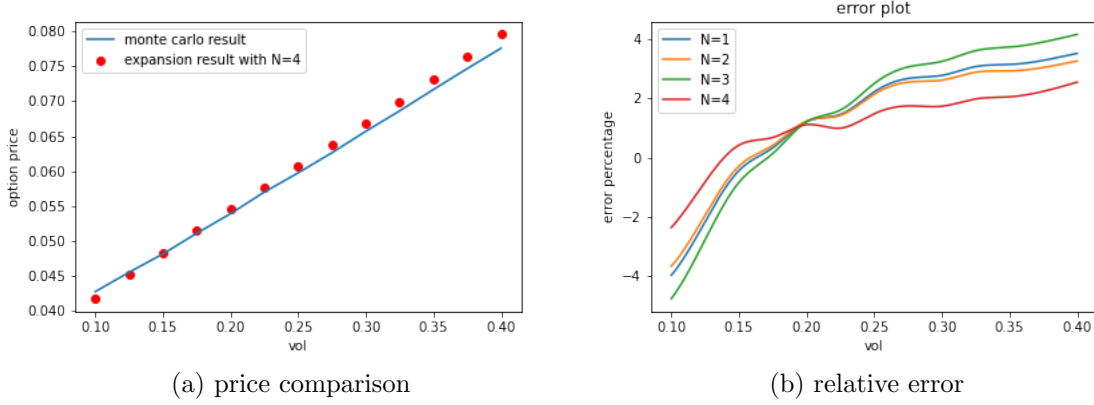 monte carlo result
expansion result with N=4
option price
0.080
0.075
0.070
0.065
0.060
0.055
0.050
0.045
0.040
0.10 0.15 0.20 0.25 0.30 0.35 0.40
vol
(a) price comparison
error plot
N=1
N=2
N=3
N=4
error percentage
4
2
0
−2
−4
0.10 0.15 0.20 0.25 0.30 0.35 0.40
vol
(b) relative error